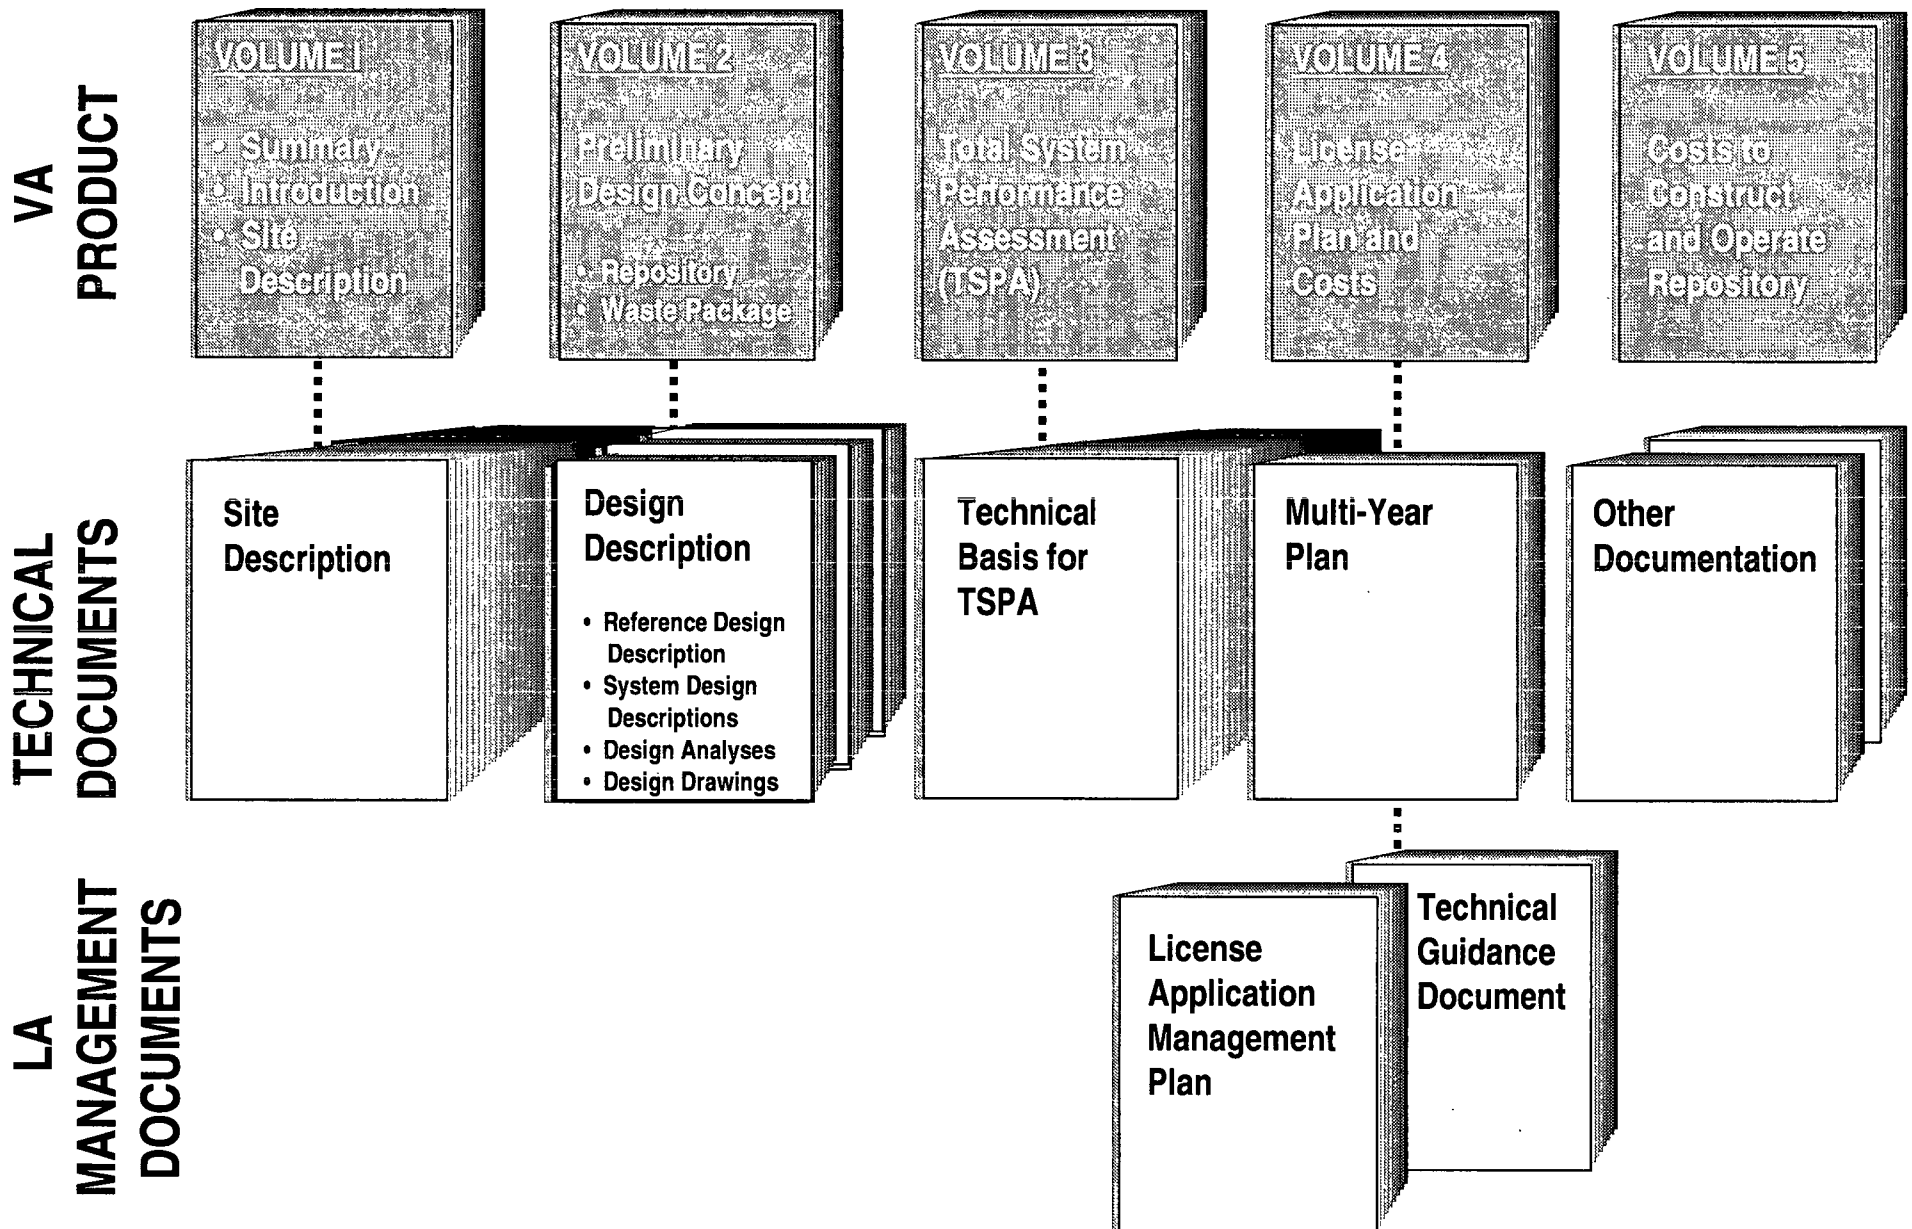 VA
PRODUCT
VOLUME 1
• Summary
• Introduction
• Site
Description
VOLUME 2
Preliminary
Design Concept
• Repository
• Waste Package
VOLUME 3
Total System
Performance
Assessment
(TSPA)
VOLUME 4
License
Application
Plan and
Costs
VOLUME 5
Costs to
Construct
and Operate
Repository
TECHNICAL
DOCUMENTS
Site
Description
Design
Description
• Reference Design
Description
• System Design
Descriptions
• Design Analyses
• Design Drawings
Technical
Basis for
TSPA
Multi-Year
Plan
Other
Documentation
LA
MANAGEMENT
DOCUMENTS
License
Application
Management
Plan
Technical
Guidance
Document